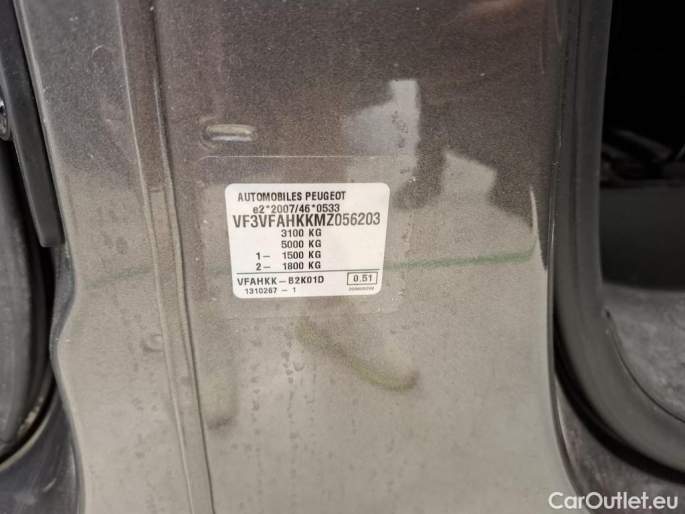 AUTOMOBILES PEUGEOT
e2*2007/46*0533
VF3VFAHKKMZ056203
3100 KG
5000 KG
1- 1500 KG
2- 1800 KG
VFAHKK-B2K01D 0.51
1310267 - 1
CarOutlet.eu